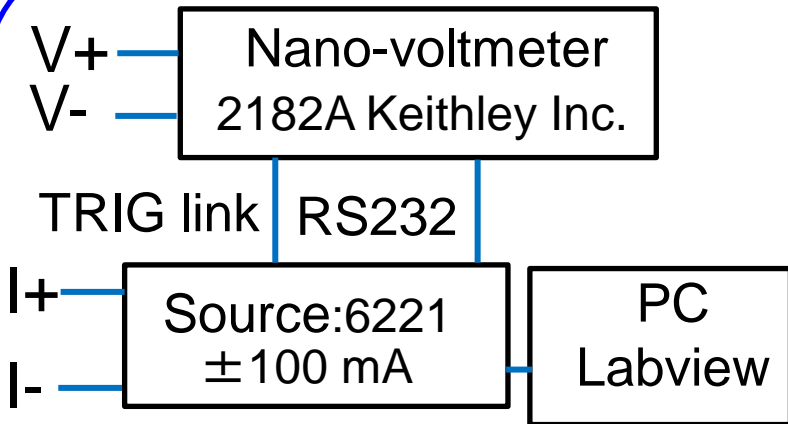 V+
V-
Nano-voltmeter
2182A Keithley Inc.
TRIG link
RS232
I+
I-
Source:6221
±100 mA
PC
Labview